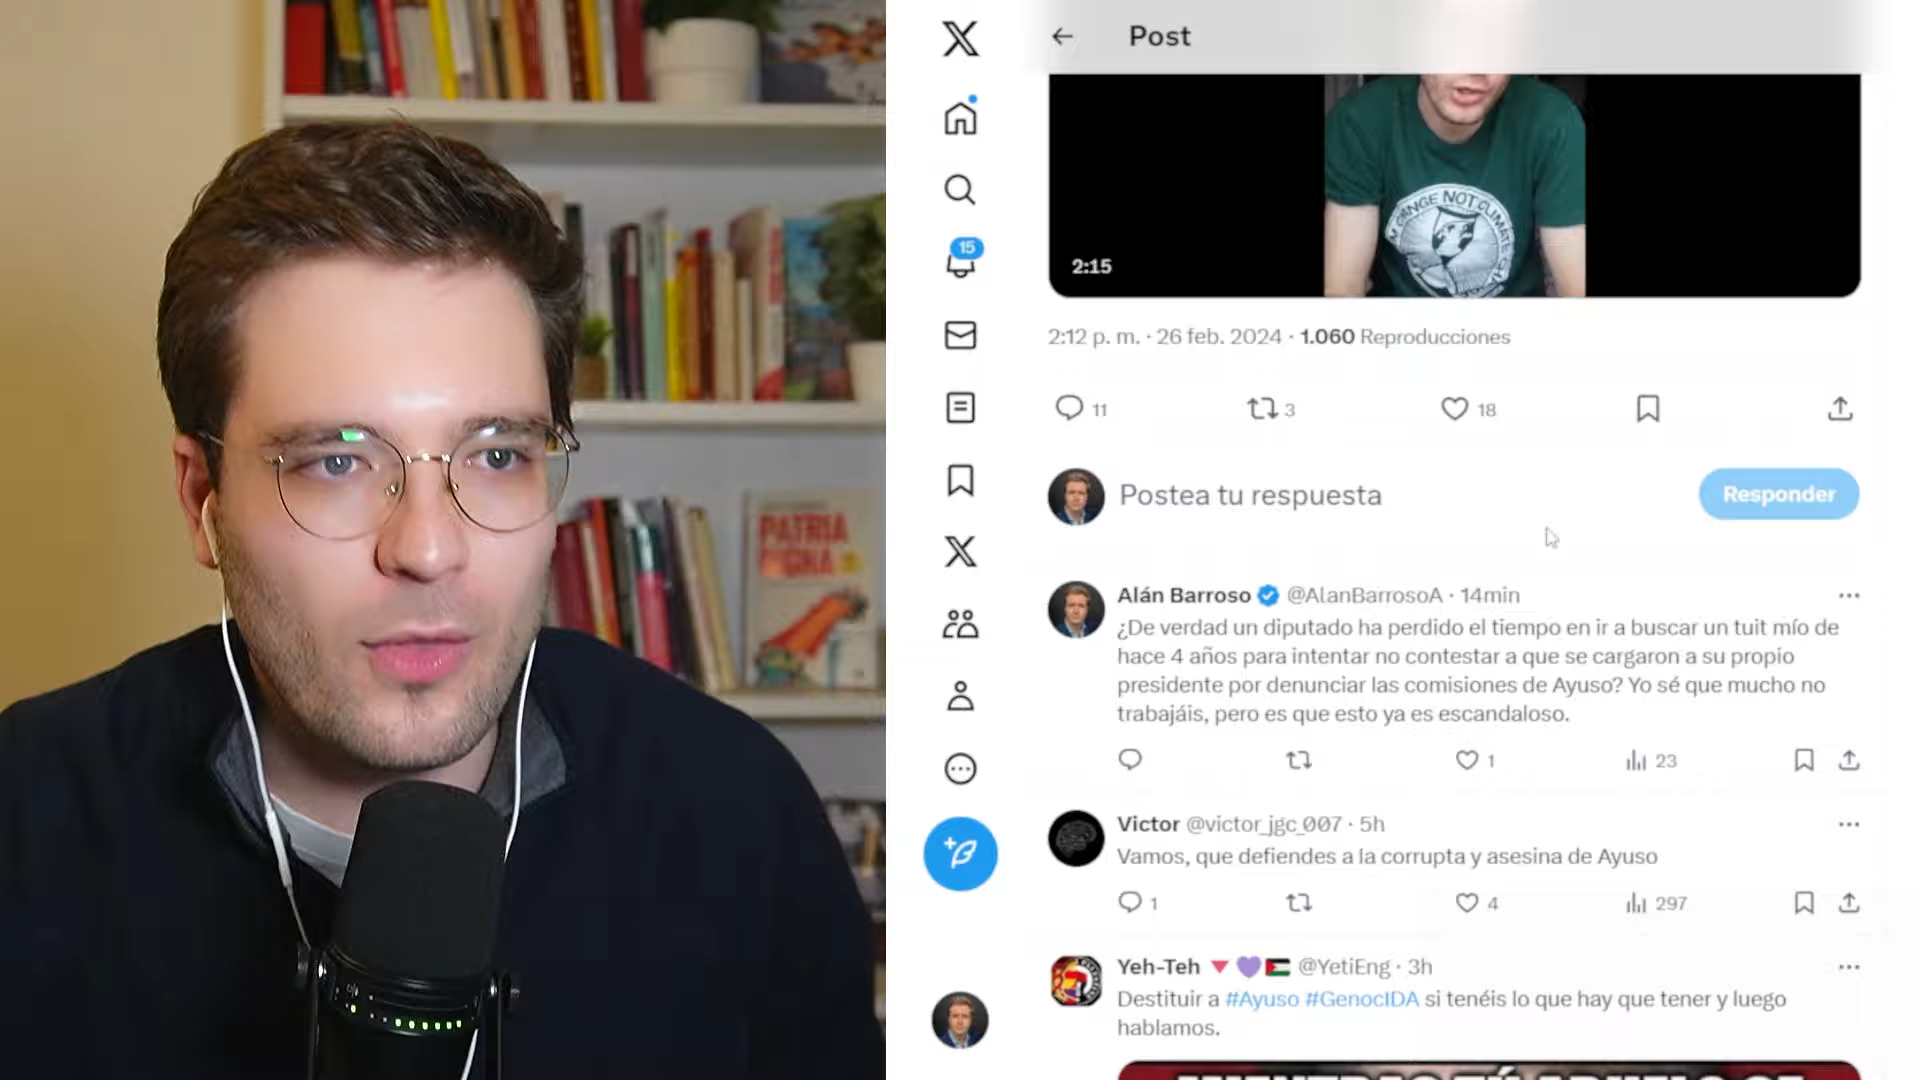 PATRIA
DIGNA
Post
CHANGE NOT CLIMATE
2:15
2:12 p. m. · 26 feb. 2024 · 1.060 Reproducciones
11
3
18
15
Postea tu respuesta
Responder
Alán Barroso @AlanBarrosoA · 14min
¿De verdad un diputado ha perdido el tiempo en ir a buscar un tuit mío de
hace 4 años para intentar no contestar a que se cargaron a su propio
presidente por denunciar las comisiones de Ayuso? Yo sé que mucho no
trabajáis, pero es que esto ya es escandaloso.
1
23
Victor @victor_jgc_007 · 5h
Vamos, que defiendes a la corrupta y asesina de Ayuso
1
4
297
Yeh-Teh @YetiEng · 3h
Destituir a #Ayuso #GenocIDA si tenéis lo que hay que tener y luego
hablamos.